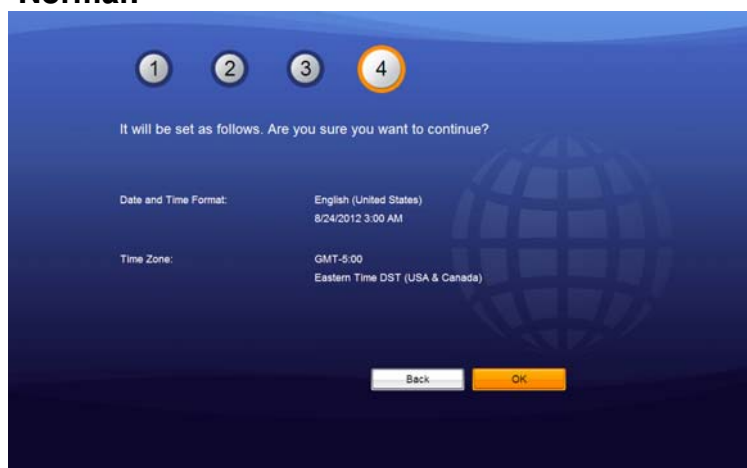 1 2 3 4
It will be set as follows. Are you sure you want to continue?
Date and Time Format: English (United States)
8/24/2012 3:00 AM
Time Zone: GMT-5:00
Eastern Time DST (USA & Canada)
Back OK